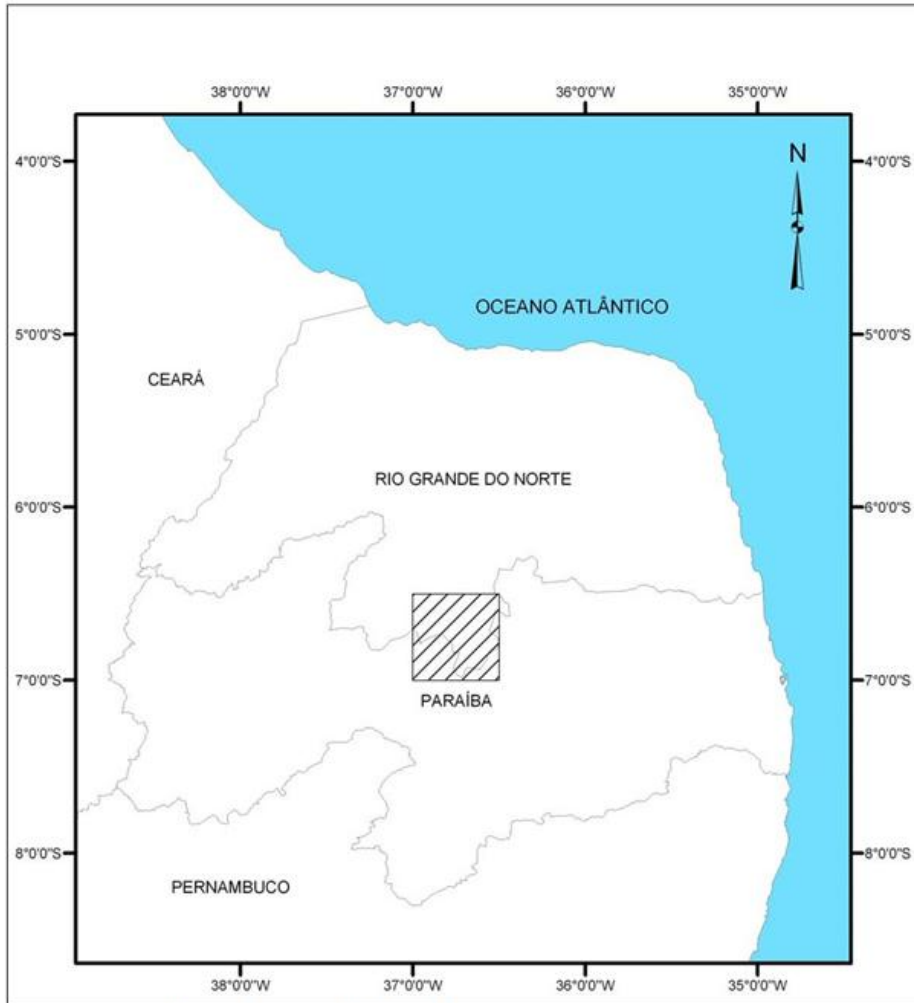 38°0'0"W 37°0'0"W 36°0'0"W 35°0'0"W
4°0'0"S 4°0'0"S
N
OCEANO ATLÂNTICO
5°0'0"S 5°0'0"S
CEARÁ
RIO GRANDE DO NORTE
6°0'0"S 6°0'0"S
7°0'0"S 7°0'0"S
PARAÍBA
8°0'0"S 8°0'0"S
PERNAMBUCO
38°0'0"W 37°0'0"W 36°0'0"W 35°0'0"W